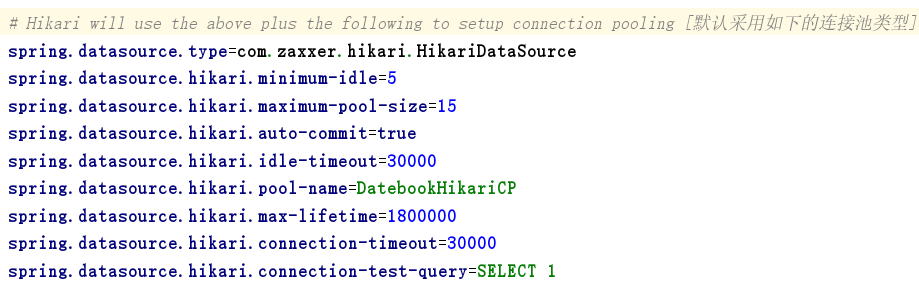 # Hikari will use the above plus the following to setup connection pooling [默认采用如下的连接池类型]
spring.datasource.type=com.zaxxer.hikari.HikariDataSource
spring.datasource.hikari.minimum-idle=5
spring.datasource.hikari.maximum-pool-size=15
spring.datasource.hikari.auto-commit=true
spring.datasource.hikari.idle-timeout=30000
spring.datasource.hikari.pool-name=DatebookHikariCP
spring.datasource.hikari.max-lifetime=1800000
spring.datasource.hikari.connection-timeout=30000
spring.datasource.hikari.connection-test-query=SELECT 1